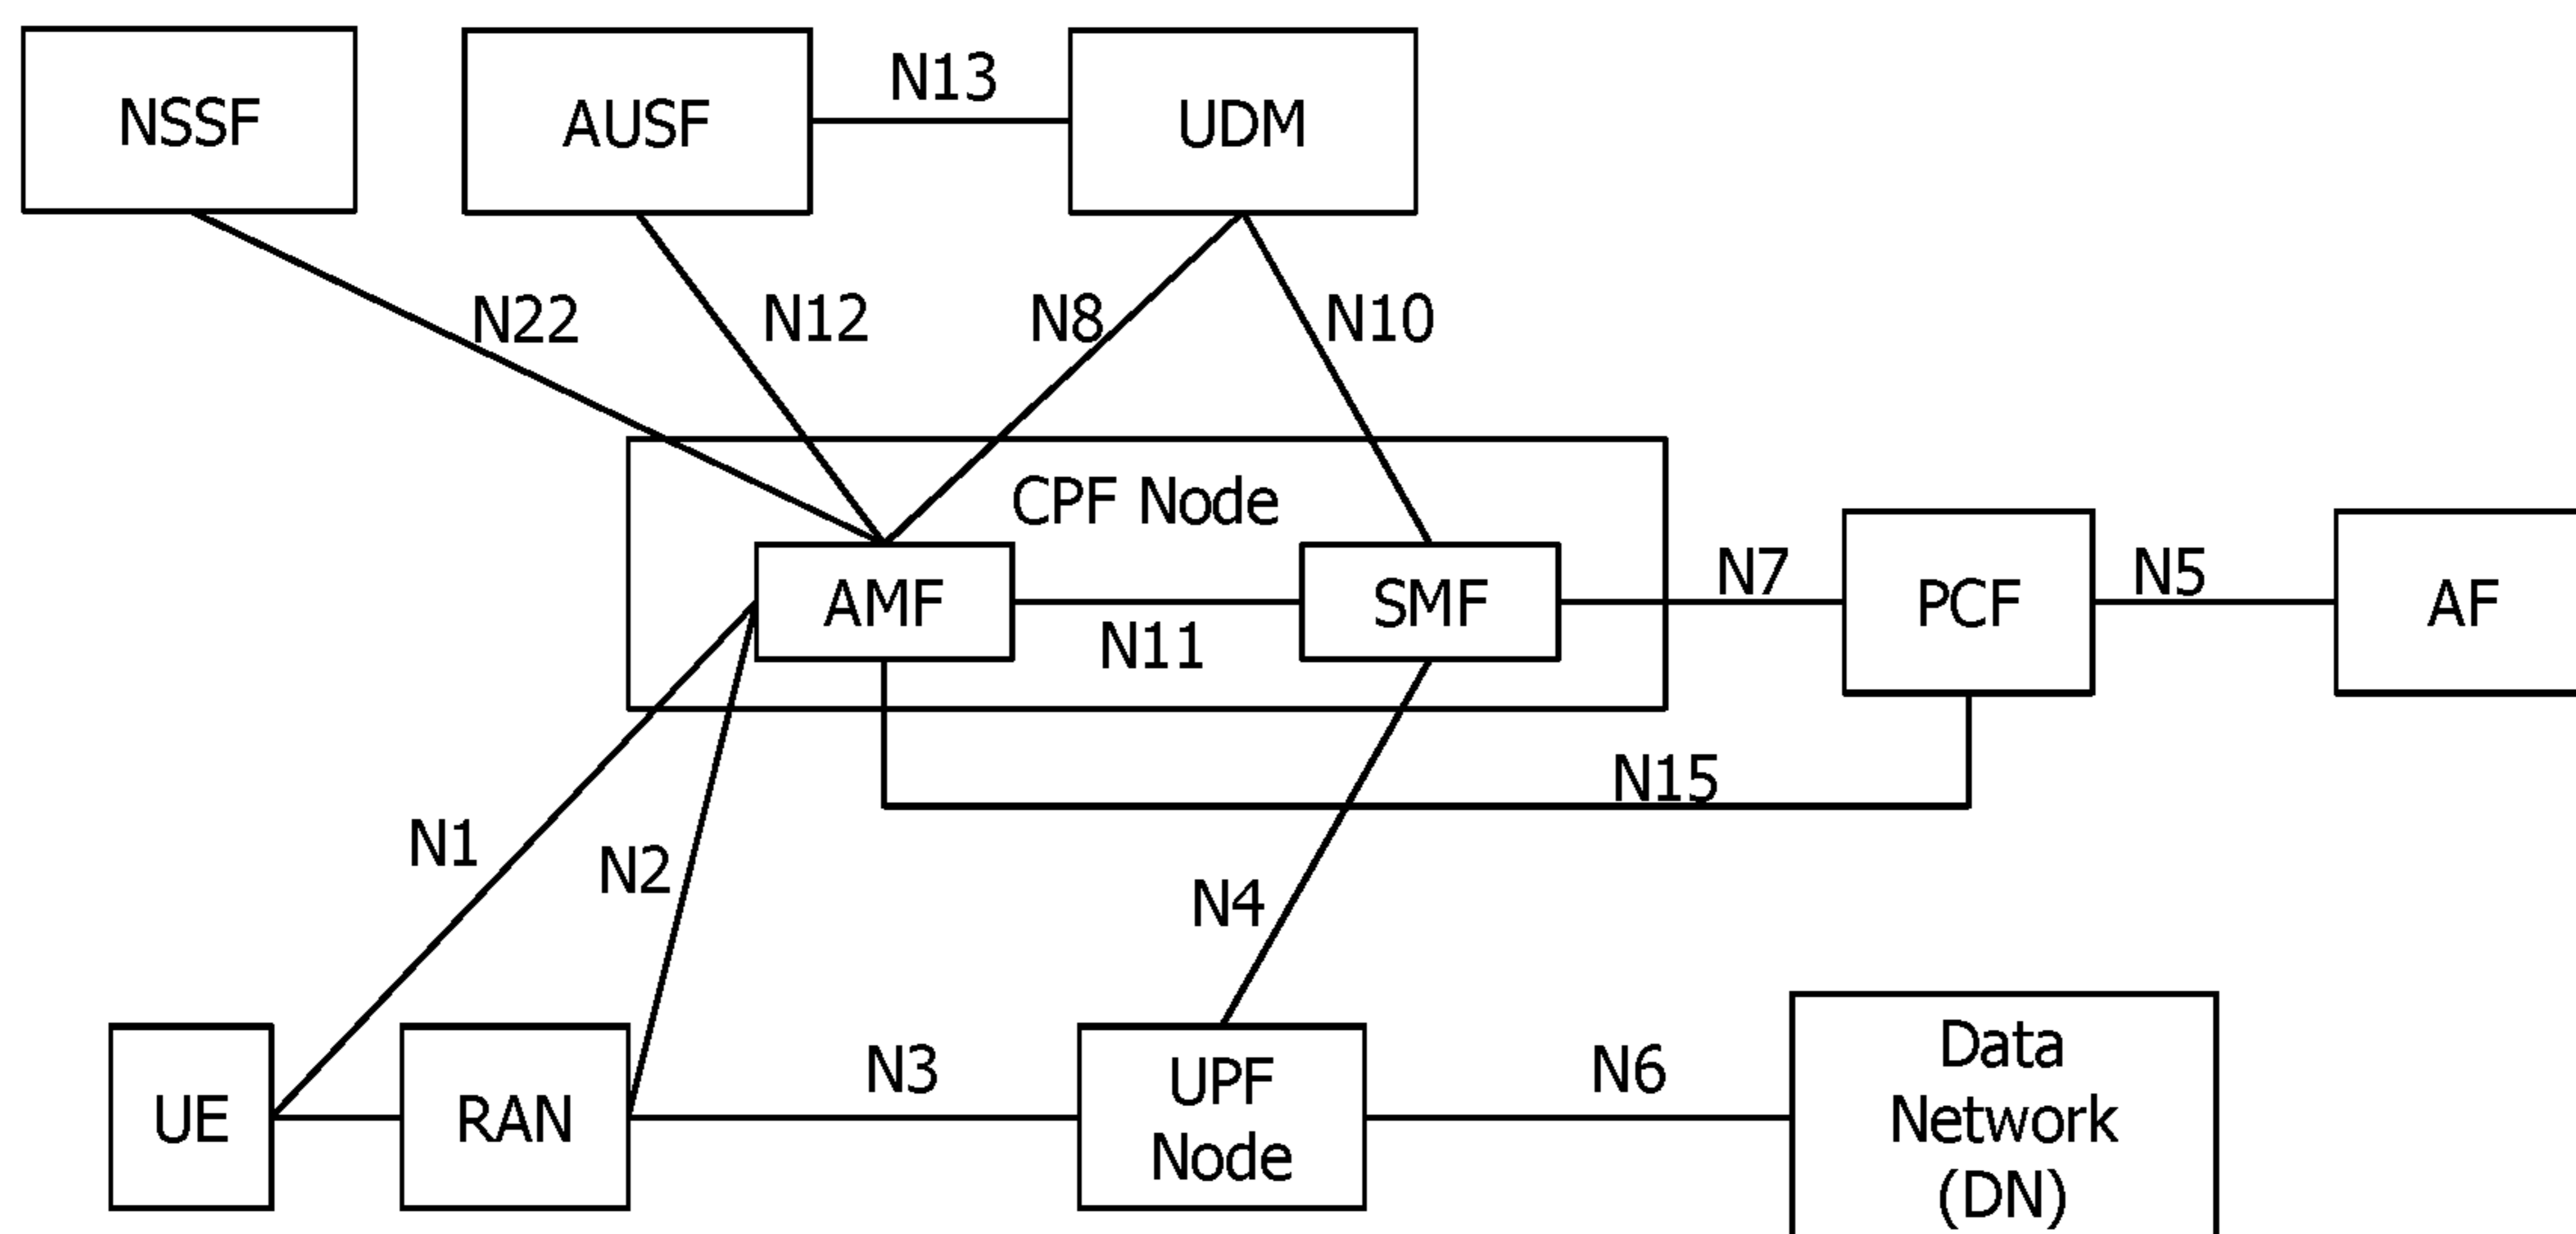 NSSF
AUSF
N13
UDM
N22
N12
N8
N10
CPF Node
AMF
N11
SMF
N7
PCF
N5
AF
N15
N1
N2
N4
UE
RAN
N3
UPF
Node
N6
Data
Network
(DN)